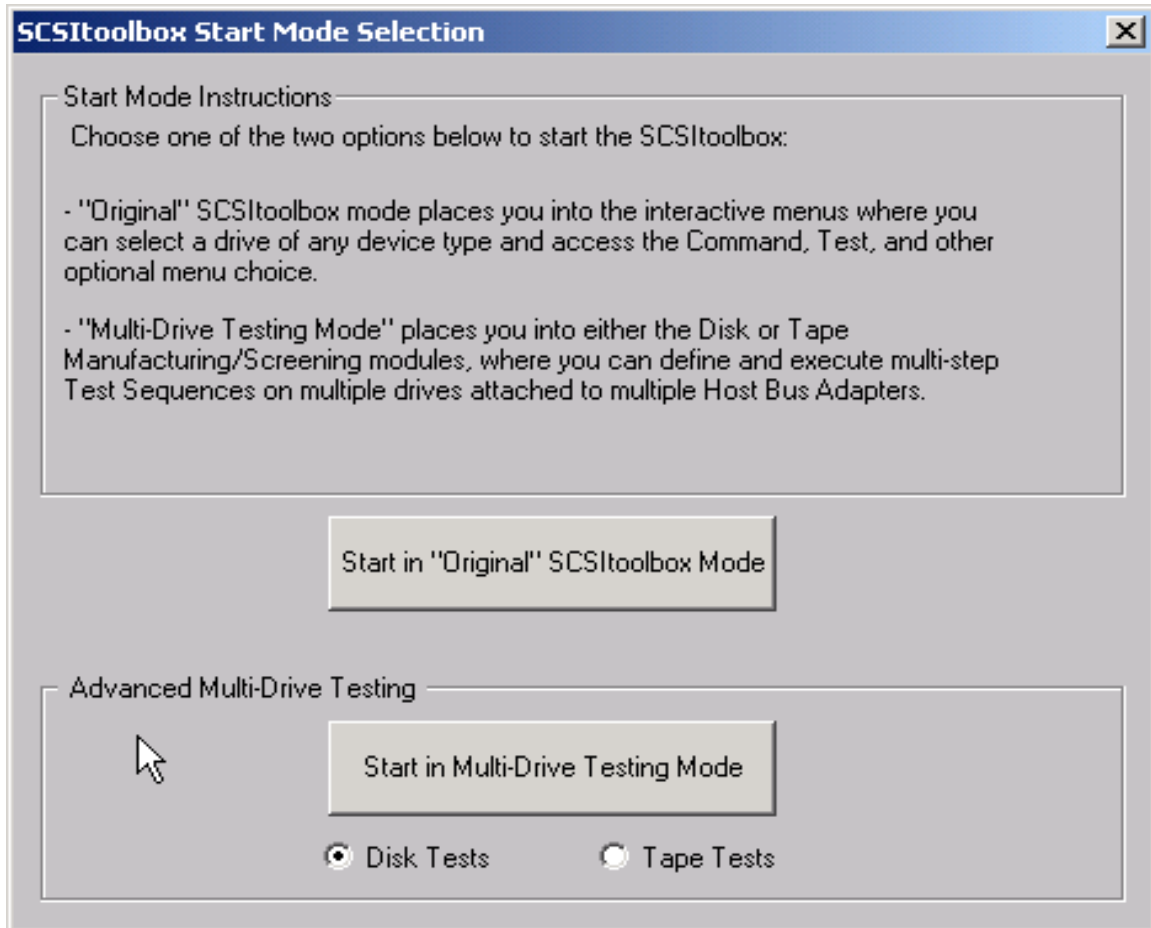 SCSItoolbox Start Mode Selection
Start Mode Instructions
Choose one of the two options below to start the SCSItoolbox:
- "Original" SCSItoolbox mode places you into the interactive menus where you
can select a drive of any device type and access the Command, Test, and other
optional menu choice.
- "Multi-Drive Testing Mode" places you into either the Disk or Tape
Manufacturing/Screening modules, where you can define and execute multi-step
Test Sequences on multiple drives attached to multiple Host Bus Adapters.
Start in "Original" SCSItoolbox Mode
Advanced Multi-Drive Testing
Start in Multi-Drive Testing Mode
Disk Tests Tape Tests